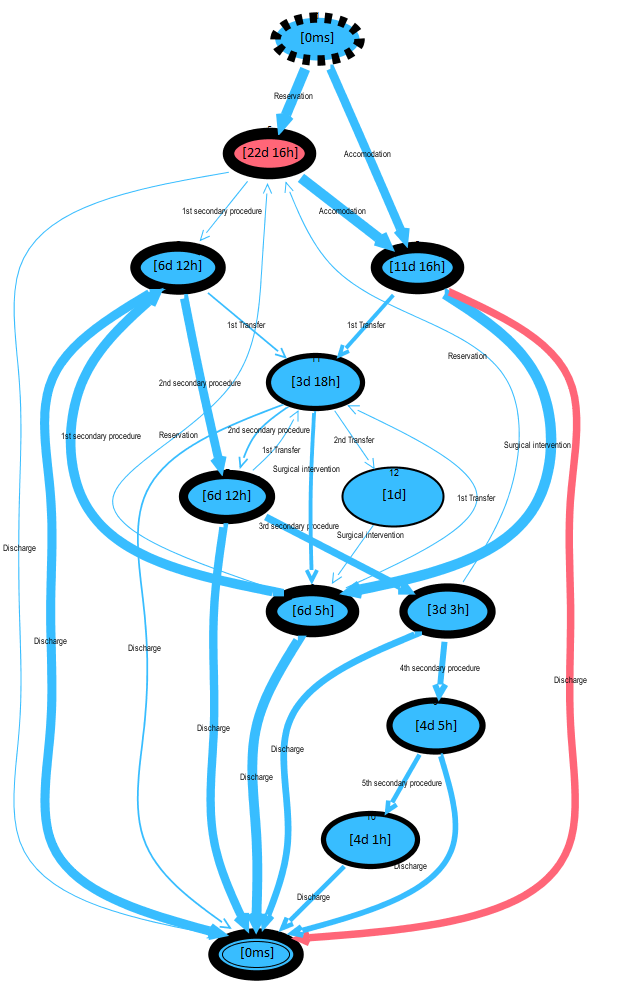 [0ms]
Reservation
Accomodation
[22d 16h]
1st secondary procedure
Accomodation
[6d 12h]
[11d 16h]
1st Transfer
1st Transfer
Reservation
[3d 18h]
2nd secondary procedure
1st secondary procedure
Reservation
2nd secondary procedure
2nd Transfer
1st Transfer
Surgical intervention
Surgical intervention
12
[6d 12h]
[1d]
1st Transfer
3rd secondary procedure
Surgical intervention
Discharge
[6d 5h]
[3d 3h]
Discharge
Discharge
4th secondary procedure
Discharge
Discharge
[4d 5h]
Discharge
Discharge
5th secondary procedure
10
[4d 1h]
Discharge
Discharge
[0ms]